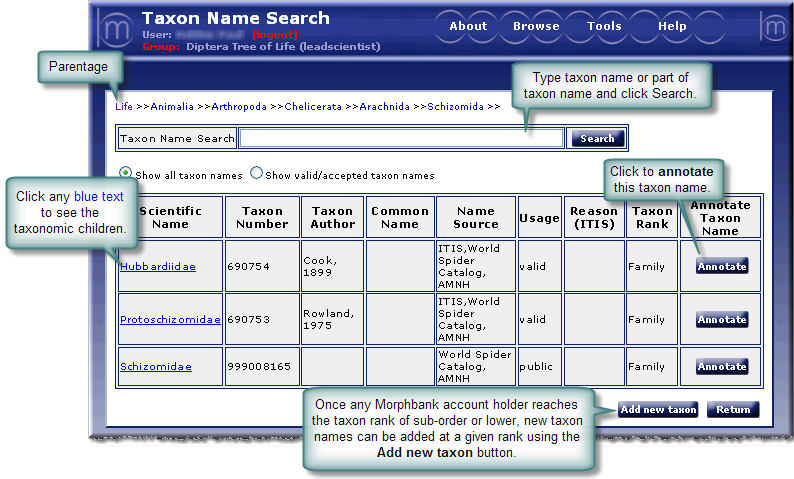 Taxon Name Search
User: [logout]
Group: Diptera Tree of Life (leadscientist)
About Browse Tools Help
Parentage
Type taxon name or part of
taxon name and click Search.
Life >>Animalia >>Arthropoda >>Chelicerata >>Arachnida >>Schizomida >>
Taxon Name Search Search
Show all taxon names Show valid/accepted taxon names
Click to annotate
this taxon name.
Click any blue text
to see the
taxonomic children.
Scientific Name Taxon Number Taxon Author Common Name Name Source Usage Reason (ITIS) Taxon Rank Annotate Taxon Name
Hubbardiidae 690754 Cook, 1899 ITIS,World Spider Catalog, AMNH valid Family Annotate
Protoschizomidae 690753 Rowland, 1975 ITIS,World Spider Catalog, AMNH valid Family Annotate
Schizomidae 999008165 World Spider Catalog, AMNH public Family Annotate
Once any Morphbank account holder reaches
the taxon rank of sub-order or lower, new taxon
names can be added at a given rank using the
Add new taxon button.
Add new taxon Return